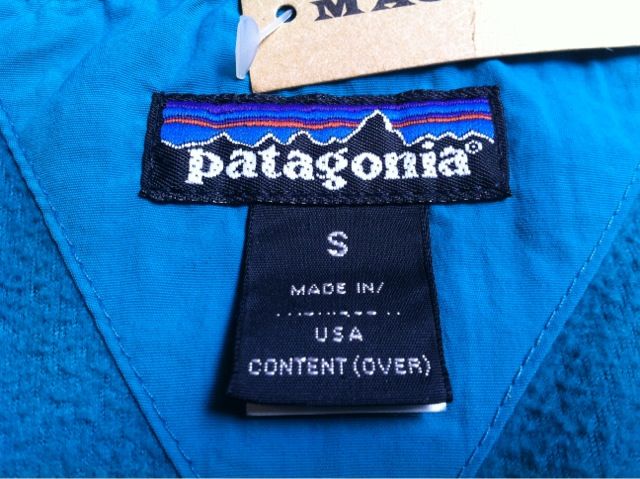 patagonia®
S
MADE IN/
USA
CONTENT (OVER)